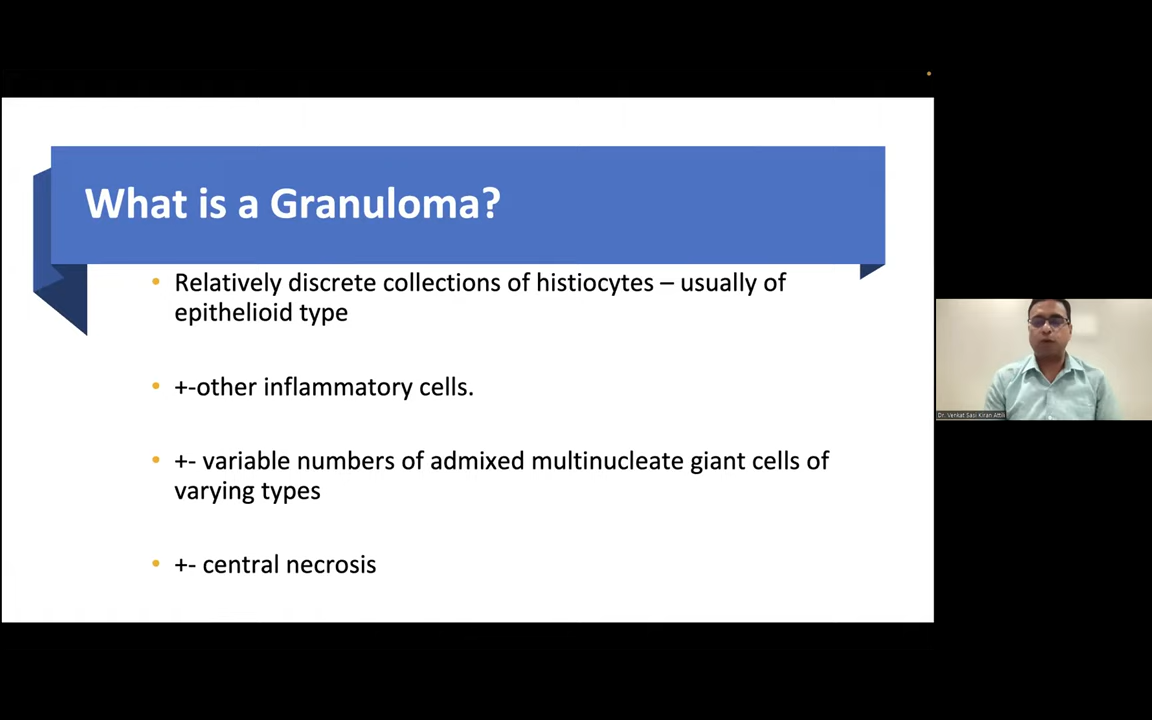 What is a Granuloma?
• Relatively discrete collections of histiocytes – usually of
epithelioid type
• +-other inflammatory cells.
• +- variable numbers of admixed multinucleate giant cells of
varying types
• +- central necrosis
Dr. Venkat Sasi Kiran Attili